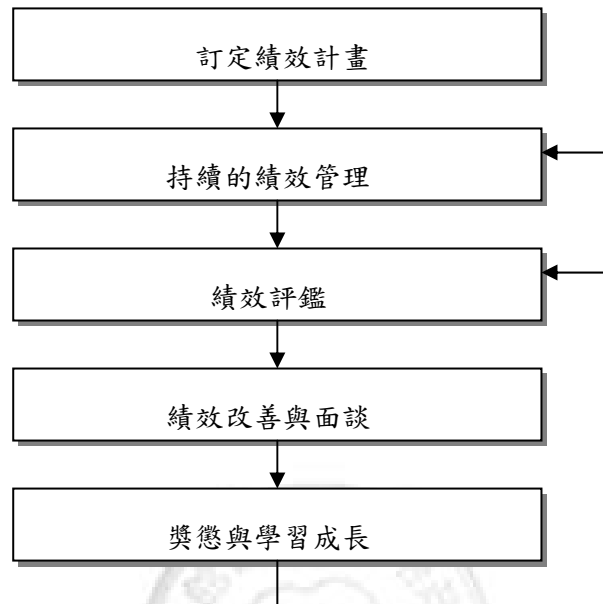 訂定績效計畫
持續的績效管理
績效評鑑
績效改善與面談
獎懲與學習成長